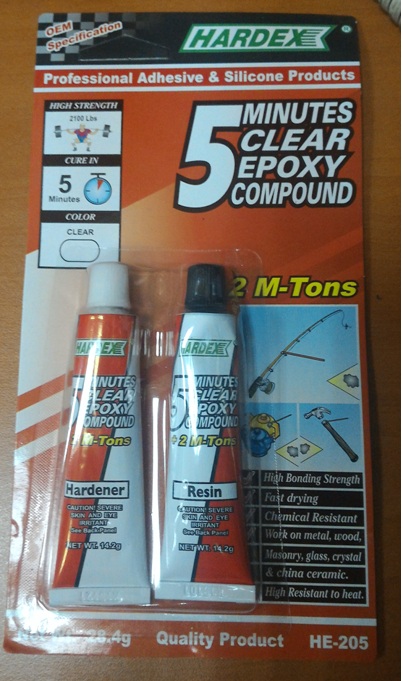 OEM
Specification
HARDEX
®
Professional Adhesive & Silicone Products
HIGH STRENGTH
2100 Lbs
CURE IN
5
Minutes
COLOR
CLEAR
5 MINUTES
CLEAR
EPOXY
COMPOUND
2 M-Tons
HARDEX
5 MINUTES
CLEAR
EPOXY
COMPOUND
M-Tons
Hardener
CAUTION! SEVERE
SKIN AND EYE
IRRITANT
See Back Panel
NET WT. 14.2g
HARDEX
5 MINUTES
CLEAR
EPOXY
COMPOUND
+ 2 M-Tons
Resin
CAUTION! SEVERE
SKIN AND EYE
IRRITANT
See Back Panel
NET WT. 14.2g
High Bonding Strength
Fast drying
Chemical Resistant
Work on metal, wood,
Masonry, glass, crystal
& china ceramic.
High Resistant to heat.
28.4g
Quality Product
HE-205